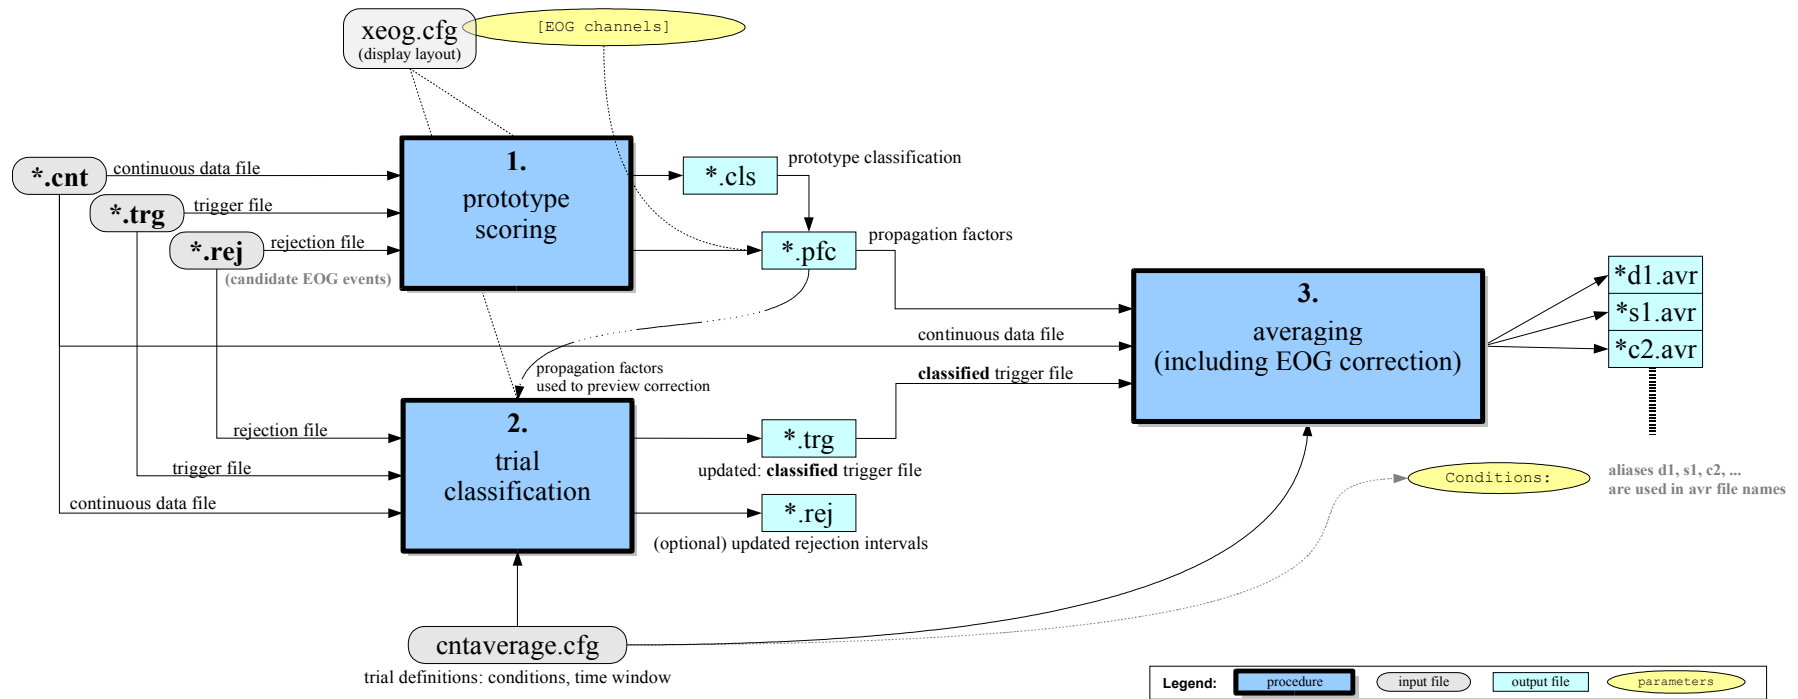 xeog.cfg
(display layout)
[EOG channels]
*.cnt
continuous data file
*.trg
trigger file
*.rej
rejection file
(candidate EOG events)
1.
prototype
scoring
*.cls
prototype classification
*.pfc
propagation factors
continuous data file
classified trigger file
propagation factors
used to preview correction
3.
averaging
(including EOG correction)
*d1.avr
*s1.avr
*c2.avr
rejection file
trigger file
continuous data file
2.
trial
classification
*.trg
updated: classified trigger file
*.rej
(optional) updated rejection intervals
Conditions:
aliases d1, s1, c2, ...
are used in avr file names
cntaverage.cfg
trial definitions: conditions, time window
Legend:
procedure
input file
output file
parameters